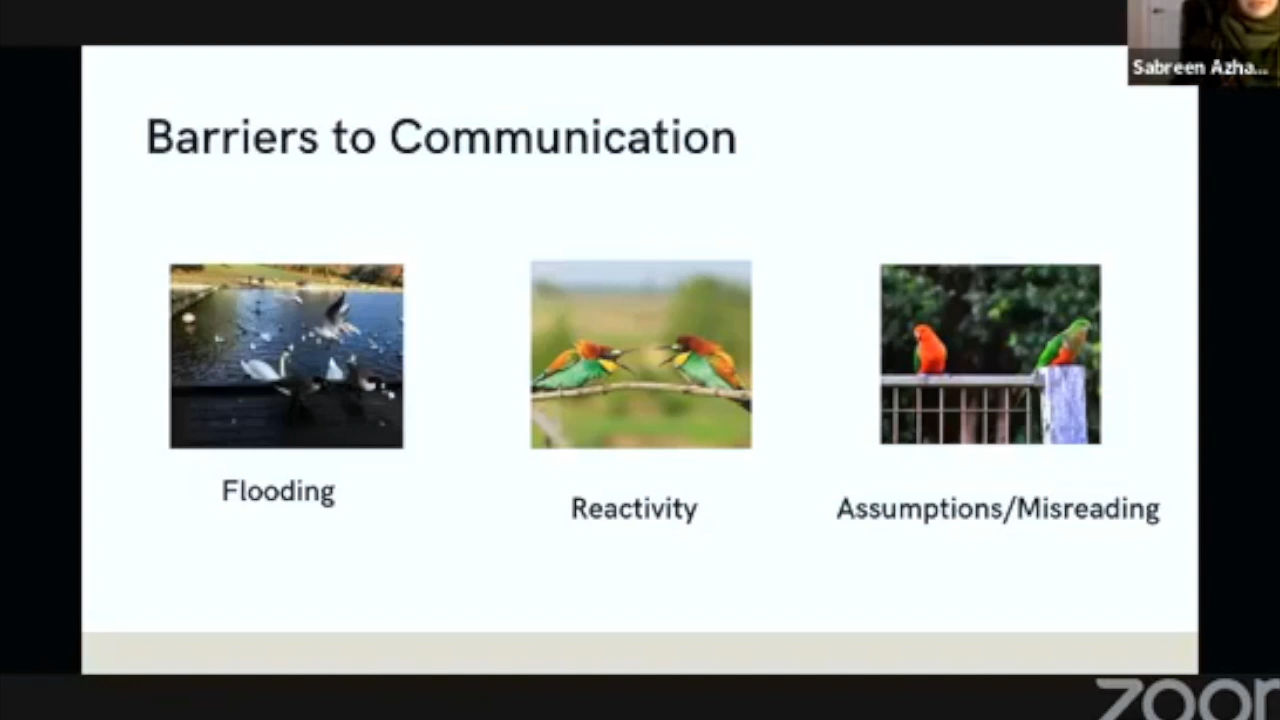 Sabreen Azha...
Barriers to Communication
Flooding
Reactivity
Assumptions/Misreading
zoom